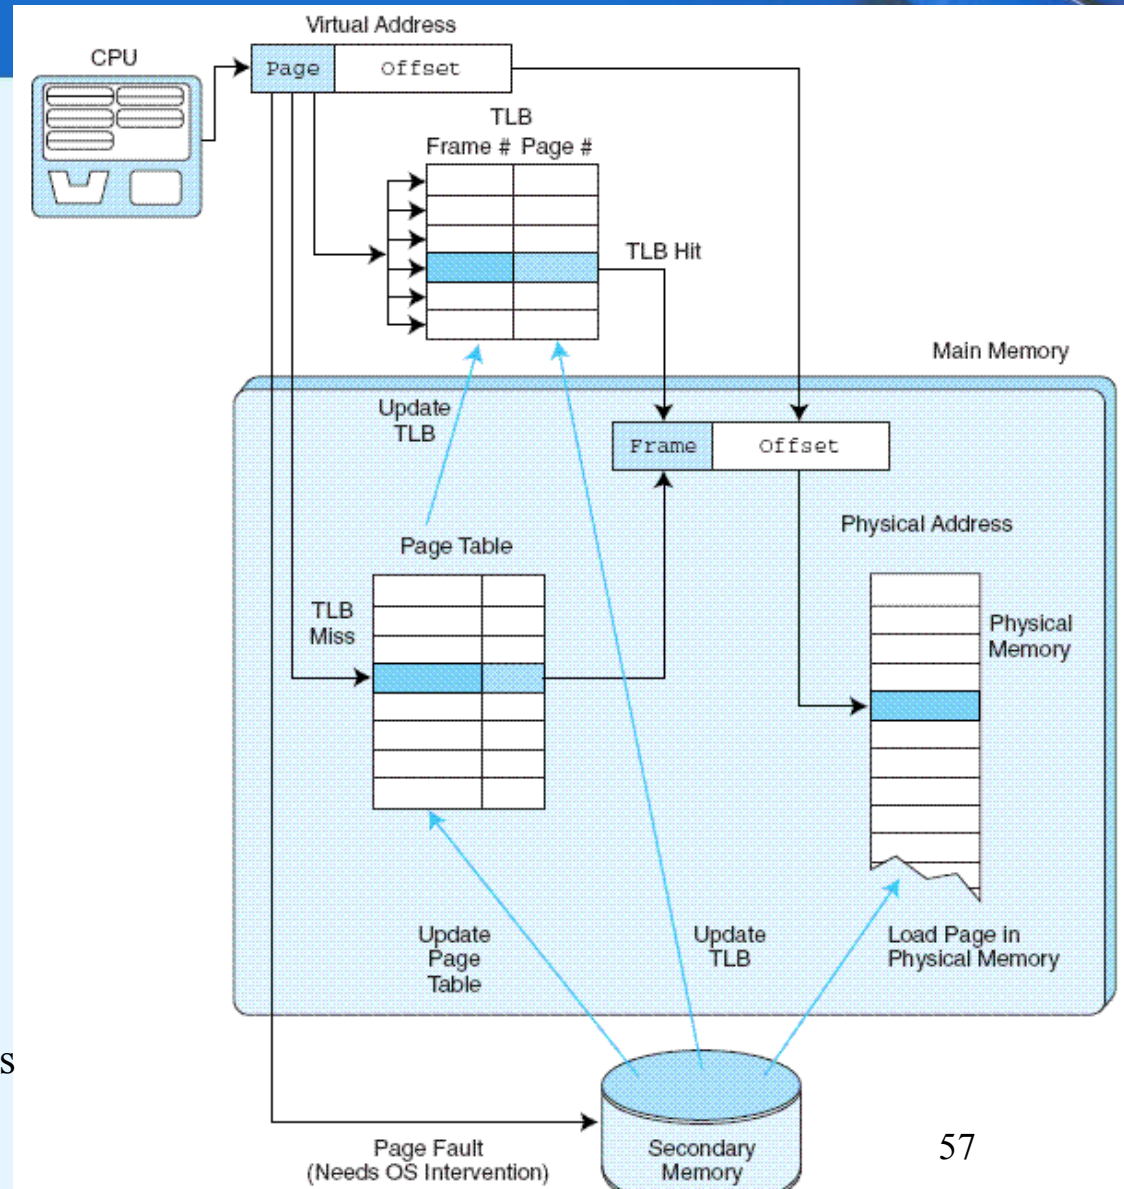 Virtual Address
CPU
Page
Offset
TLB
Frame # Page #
TLB Hit
Main Memory
Update
TLB
Frame
Offset
Physical Address
Page Table
TLB
Miss
Physical
Memory
Update
Page
Table
Update
TLB
Load Page in
Physical Memory
s
Page Fault
(Needs OS Intervention)
Secondary
Memory
57